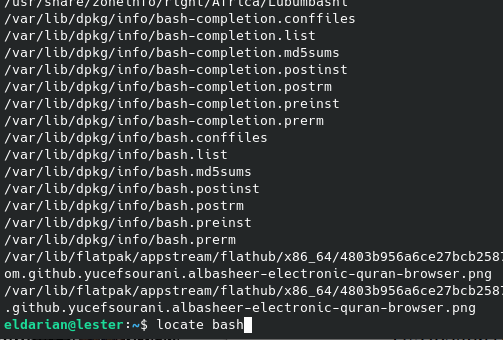 /usr/share/zoneinfo/right/Africa/Lubumbashi
/var/lib/dpkg/info/bash-completion.conffiles
/var/lib/dpkg/info/bash-completion.list
/var/lib/dpkg/info/bash-completion.md5sums
/var/lib/dpkg/info/bash-completion.postinst
/var/lib/dpkg/info/bash-completion.postrm
/var/lib/dpkg/info/bash-completion.preinst
/var/lib/dpkg/info/bash-completion.prerm
/var/lib/dpkg/info/bash.conffiles
/var/lib/dpkg/info/bash.list
/var/lib/dpkg/info/bash.md5sums
/var/lib/dpkg/info/bash.postinst
/var/lib/dpkg/info/bash.postrm
/var/lib/dpkg/info/bash.preinst
/var/lib/dpkg/info/bash.prerm
/var/lib/flatpak/appstream/flathub/x86_64/4803b956a6ce27bcb2587
om.github.yucefsourani.albasheer-electronic-quran-browser.png
/var/lib/flatpak/appstream/flathub/x86_64/4803b956a6ce27bcb2587
.github.yucefsourani.albasheer-electronic-quran-browser.png
eldarian@lester:~$ locate bash